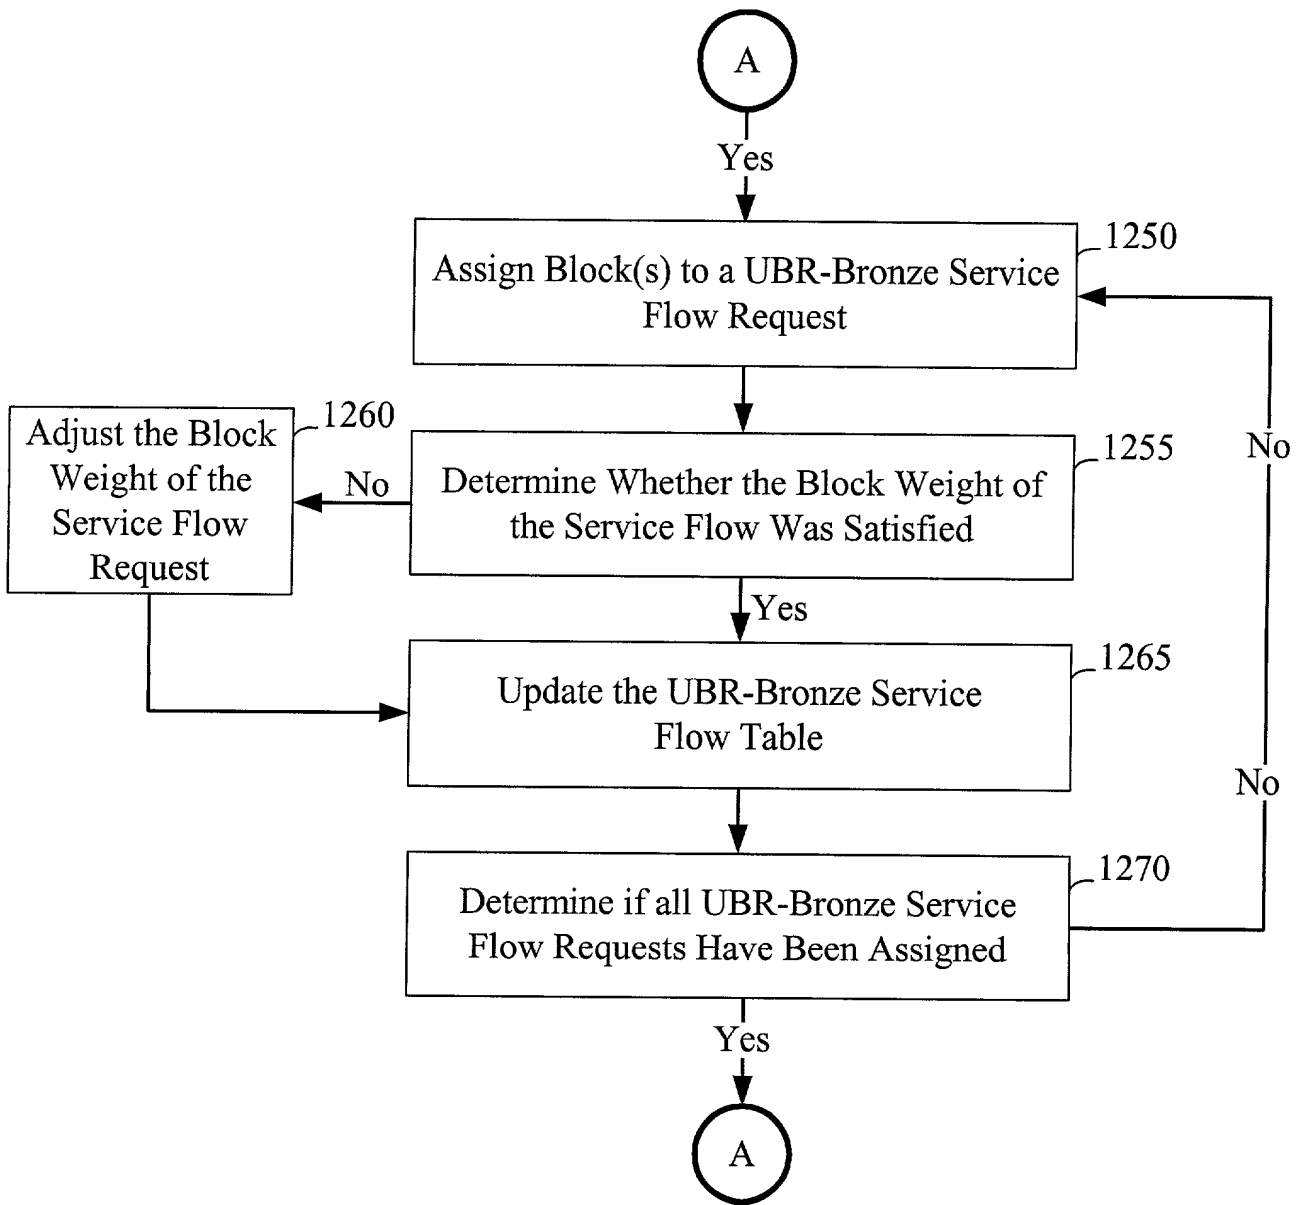 A
Yes
1250
Assign Block(s) to a UBR-Bronze Service
Flow Request
1260
Adjust the Block
Weight of the
Service Flow
Request
No
1255
Determine Whether the Block Weight of
the Service Flow Was Satisfied
No
Yes
1265
Update the UBR-Bronze Service
Flow Table
No
1270
Determine if all UBR-Bronze Service
Flow Requests Have Been Assigned
Yes
A